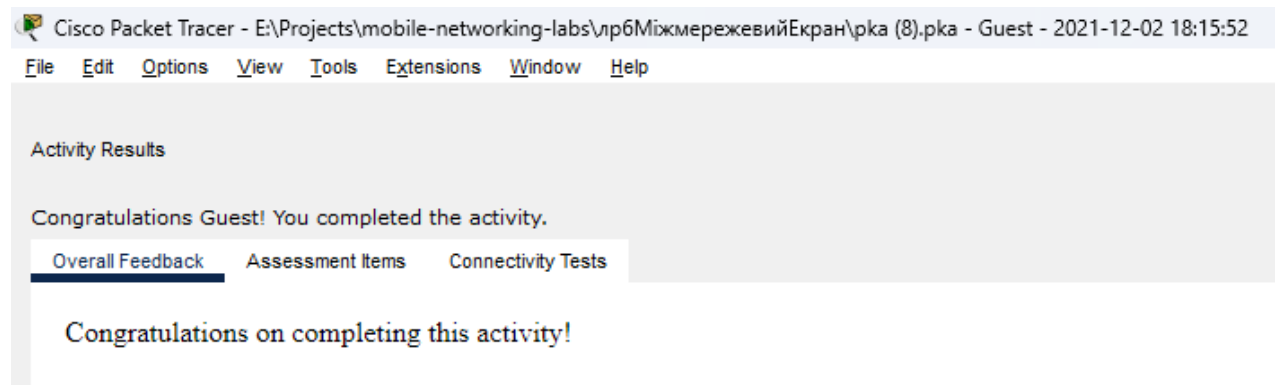 Cisco Packet Tracer - E:\Projects\mobile-networking-labs\лр6МіжмережевийЕкран\pka (8).pka - Guest - 2021-12-02 18:15:52
File Edit Options View Tools Extensions Window Help
Activity Results
Congratulations Guest! You completed the activity.
Overall Feedback Assessment Items Connectivity Tests
Congratulations on completing this activity!